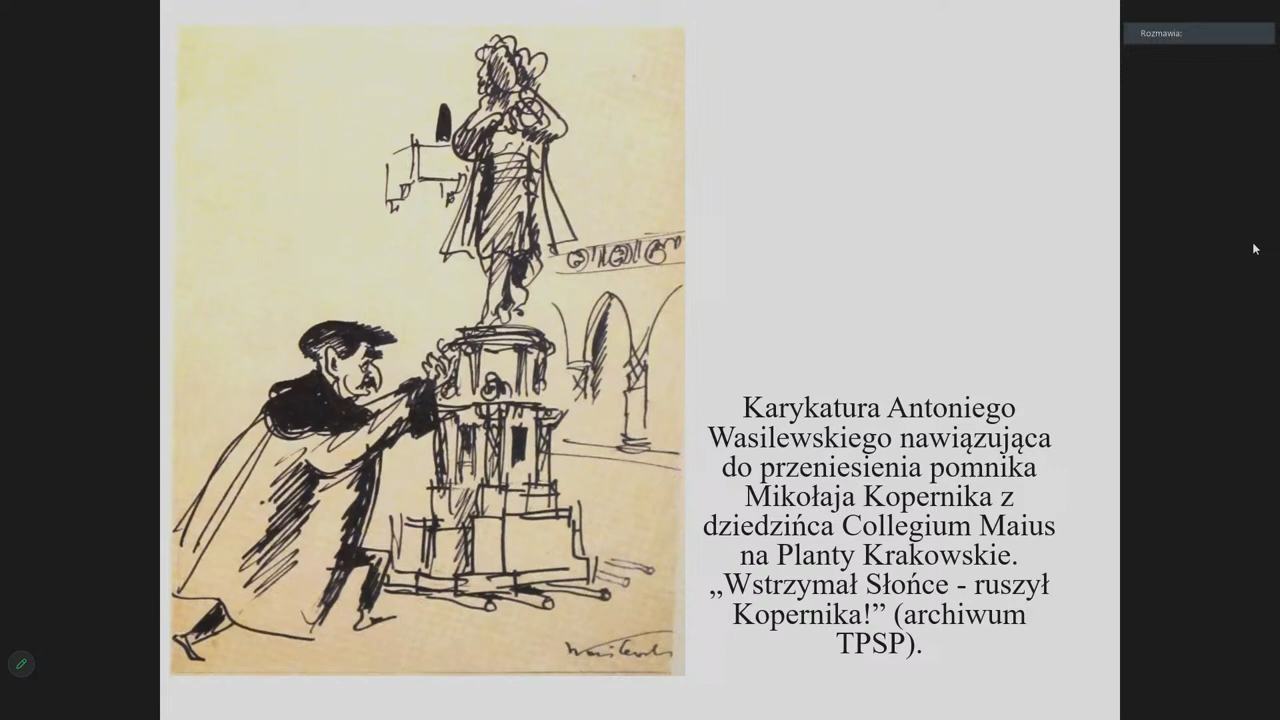 Rozmawia:
Karykatura Antoniego
Wasilewskiego nawiązująca
do przeniesienia pomnika
Mikołaja Kopernika z
dziedzińca Collegium Maius
na Planty Krakowskie.
„Wstrzymał Słońce - ruszył
Kopernika!” (archiwum
TPSP).